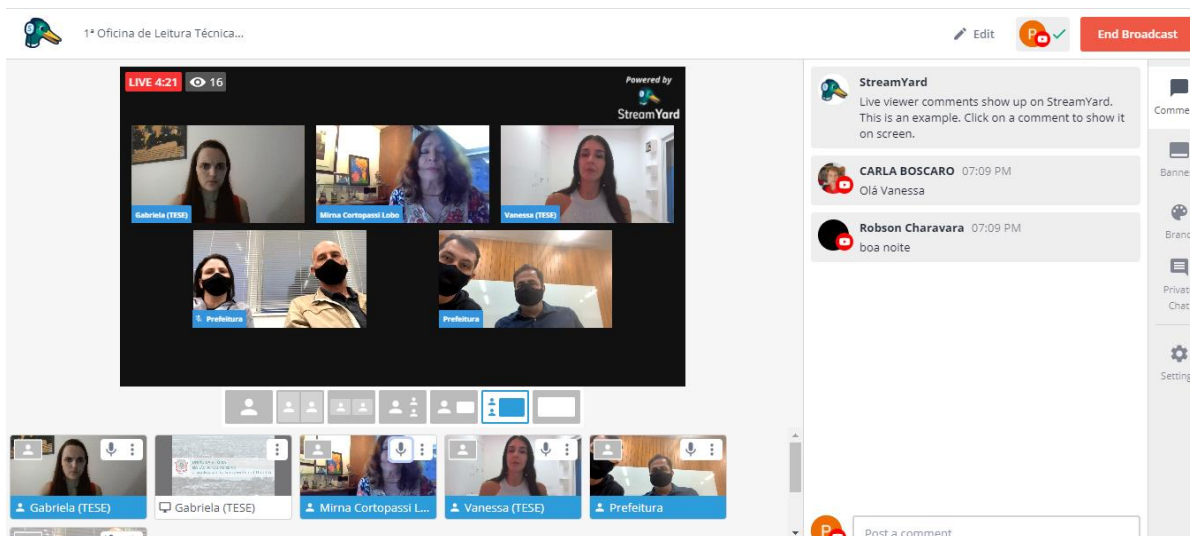 1ª Oficina de Leitura Técnica...
Edit
End Broadcast
LIVE 4:21
16
Powered by
StreamYard
Gabriela (TESE)
Mirna Cortopassi Lobo
Vanessa (TESE)
Prefeitura
Prefeitura
Gabriela (TESE)
Gabriela (TESE)
Mirna Cortopassi L...
Vanessa (TESE)
Prefeitura
StreamYard
Live viewer comments show up on StreamYard.
This is an example. Click on a comment to show it
on screen.
CARLA BOSCARO 07:09 PM
Olá Vanessa
Robson Charavara 07:09 PM
boa noite
Post a comment
Comme
Banne
Brand
Privat
Chat
Setting